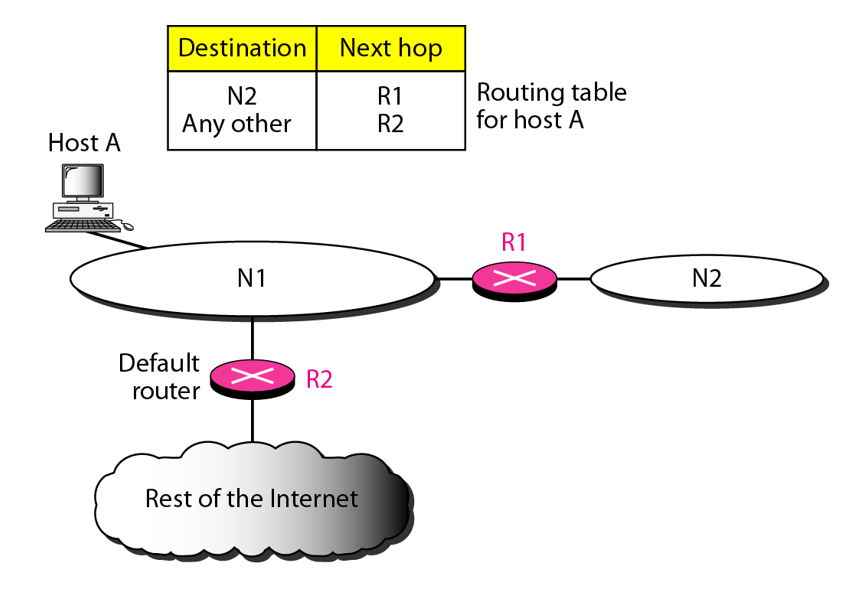 Destination Next hop
N2 R1
Any other R2
Routing table
for host A
Host A
R1
N1
N2
Default
router
R2
Rest of the Internet